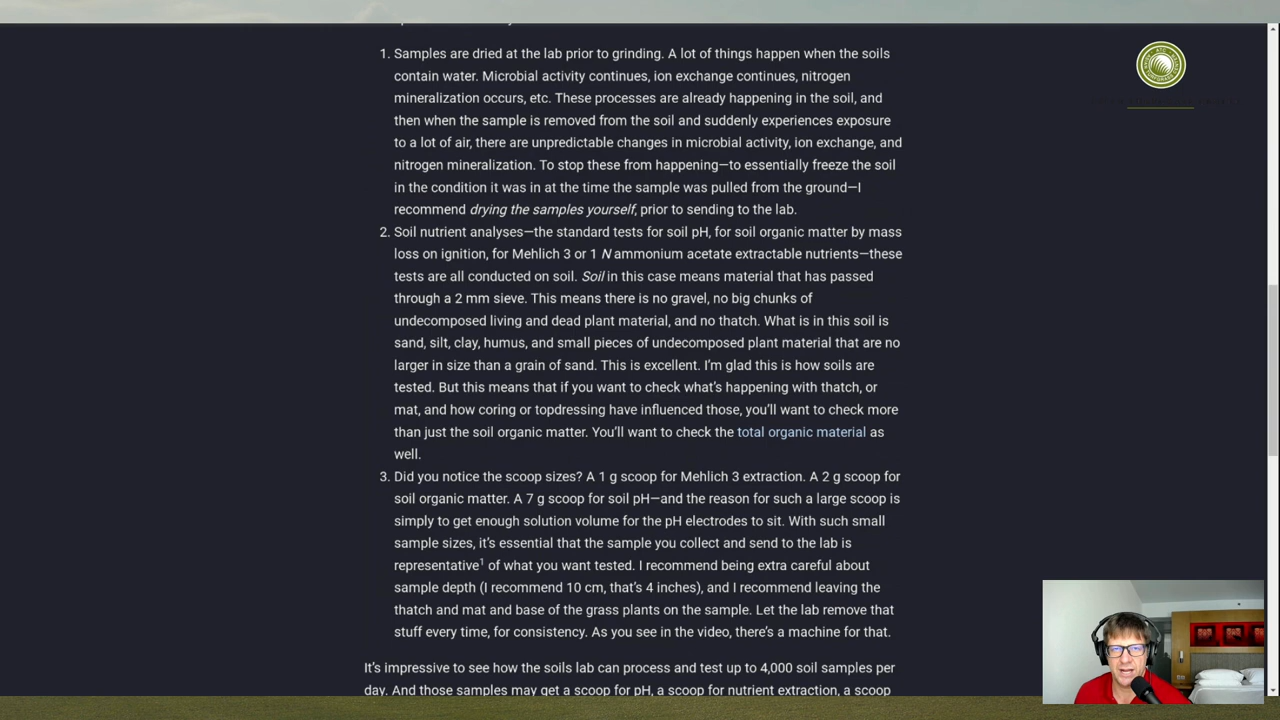 1. Samples are dried at the lab prior to grinding. A lot of things happen when the soils
contain water. Microbial activity continues, ion exchange continues, nitrogen
mineralization occurs, etc. These processes are already happening in the soil, and
then when the sample is removed from the soil and suddenly experiences exposure
to a lot of air, there are unpredictable changes in microbial activity, ion exchange, and
nitrogen mineralization. To stop these from happening—to essentially freeze the soil
in the condition it was in at the time the sample was pulled from the ground—I
recommend drying the samples yourself, prior to sending to the lab.
2. Soil nutrient analyses—the standard tests for soil pH, for soil organic matter by mass
loss on ignition, for Mehlich 3 or 1 N ammonium acetate extractable nutrients—these
tests are all conducted on soil. Soil in this case means material that has passed
through a 2 mm sieve. This means there is no gravel, no big chunks of
undecomposed living and dead plant material, and no thatch. What is in this soil is
sand, silt, clay, humus, and small pieces of undecomposed plant material that are no
larger in size than a grain of sand. This is excellent. I’m glad this is how soils are
tested. But this means that if you want to check what’s happening with thatch, or
mat, and how coring or topdressing have influenced those, you’ll want to check more
than just the soil organic matter. You’ll want to check the total organic material as
well.
3. Did you notice the scoop sizes? A 1 g scoop for Mehlich 3 extraction. A 2 g scoop for
soil organic matter. A 7 g scoop for soil pH—and the reason for such a large scoop is
simply to get enough solution volume for the pH electrodes to sit. With such small
sample sizes, it’s essential that the sample you collect and send to the lab is
representative¹ of what you want tested. I recommend being extra careful about
sample depth (I recommend 10 cm, that’s 4 inches), and I recommend leaving the
thatch and mat and base of the grass plants on the sample. Let the lab remove that
stuff every time, for consistency. As you see in the video, there’s a machine for that.
It’s impressive to see how the soils lab can process and test up to 4,000 soil samples per
day. And those samples may get a scoop for pH, a scoop for nutrient extraction, a scoop